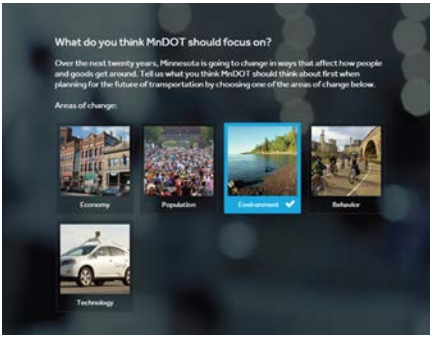 What do you think MnDOT should focus on?
Over the next twenty years, Minnesota is going to change in ways that affect how people
and goods get around. Tell us what you think MnDOT should think about first when
planning for the future of transportation by choosing one of the areas of change below.
Areas of change:
Economy
Population
Environment
Behavior
Technology